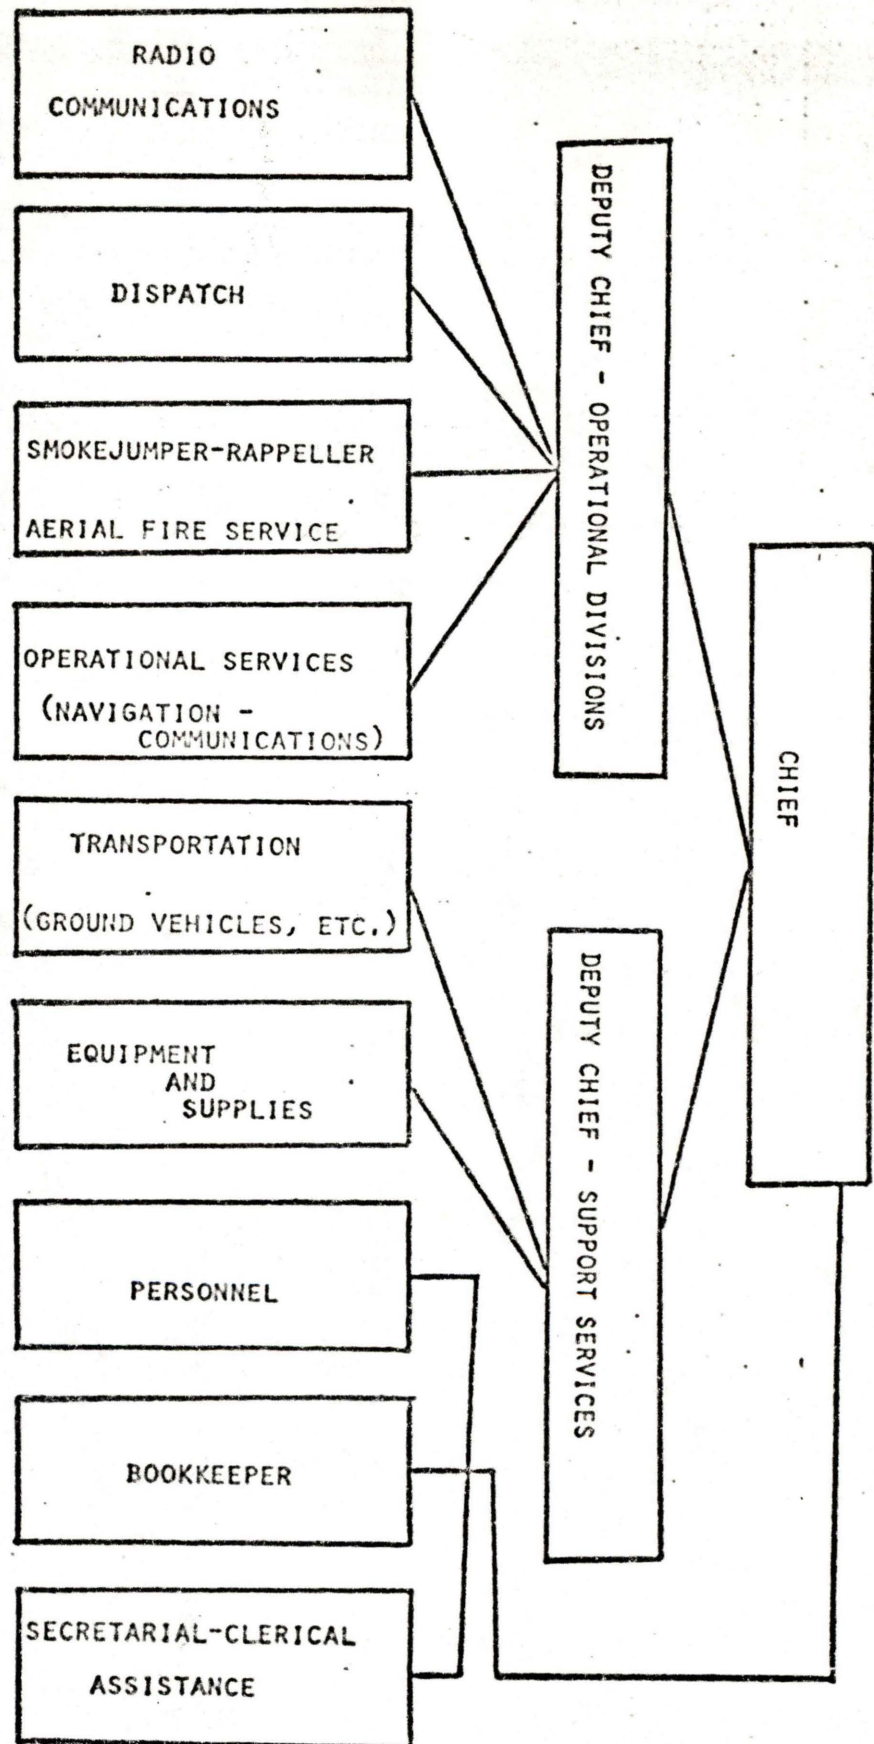 RADIO
COMMUNICATIONS
DISPATCH
SMOKEJUMPER-RAPPELLER
AERIAL FIRE SERVICE
OPERATIONAL SERVICES
(NAVIGATION -
COMMUNICATIONS)
TRANSPORTATION
(GROUND VEHICLES, ETC.)
EQUIPMENT
AND
SUPPLIES
PERSONNEL
BOOKKEEPER
SECRETARIAL-CLERICAL
ASSISTANCE
DEPUTY CHIEF - OPERATIONAL DIVISIONS
DEPUTY CHIEF - SUPPORT SERVICES
CHIEF